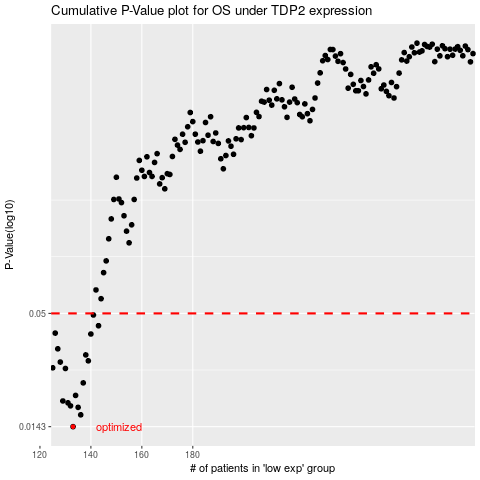 Cumulative P-Value plot for OS under TDP2 expression
P-Value(log10)
0.05
0.0143
optimized
120 140 160 180
# of patients in 'low exp' group